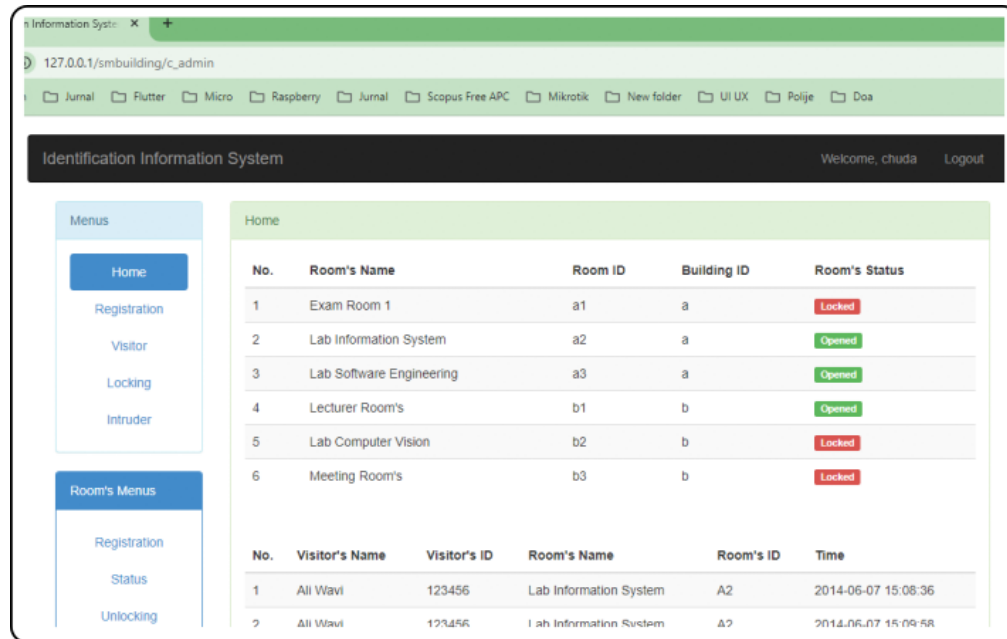 n Information Syste
127.0.0.1/smbuilding/c_admin
Jurnal Flutter Micro Raspberry Jurnal Scopus Free APC Mikrotik New folder UI UX Polije Doa
Identification Information System Welcome, chuda Logout
Menus
Home
Registration
Visitor
Locking
Intruder
Room's Menus
Registration
Status
Unlocking
Home
No. Room's Name Room ID Building ID Room's Status
1 Exam Room 1 a1 a Locked
2 Lab Information System a2 a Opened
3 Lab Software Engineering a3 a Opened
4 Lecturer Room's b1 b Opened
5 Lab Computer Vision b2 b Locked
6 Meeting Room's b3 b Locked
No. Visitor's Name Visitor's ID Room's Name Room's ID Time
1 Ali Wavi 123456 Lab Information System A2 2014-06-07 15:08:36
2 Ali Wavi 123456 Lab Information System A2 2014-06-07 15:09:58